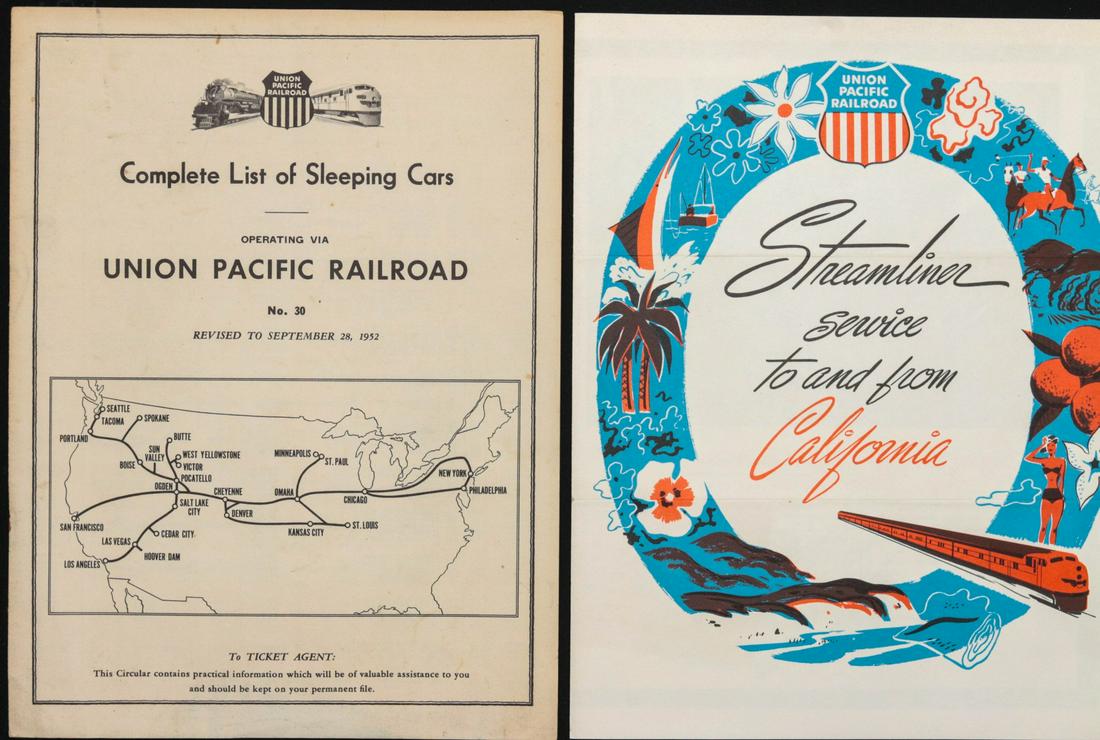 UNION
PACIFIC
RAILROAD
Complete List of Sleeping Cars
OPERATING VIA
UNION PACIFIC RAILROAD
No. 30
REVISED TO SEPTEMBER 28, 1952
SEATTLE
TACOMA
SPOKANE
PORTLAND
BUTTE
SUN
VALLEY
WEST YELLOWSTONE
VICTOR
BOISE
POCATELLO
OGDEN
SALT LAKE
CITY
CHEYENNE
DENVER
OMAHA
MINNEAPOLIS
ST. PAUL
CHICAGO
NEW YORK
PHILADELPHIA
SAN FRANCISCO
CEDAR CITY
LAS VEGAS
HOOVER DAM
LOS ANGELES
KANSAS CITY
ST. LOUIS
To TICKET AGENT:
This Circular contains practical information which will be of valuable assistance to you
and should be kept on your permanent file.
UNION
PACIFIC
RAILROAD
Streamliner
service
to and from
California